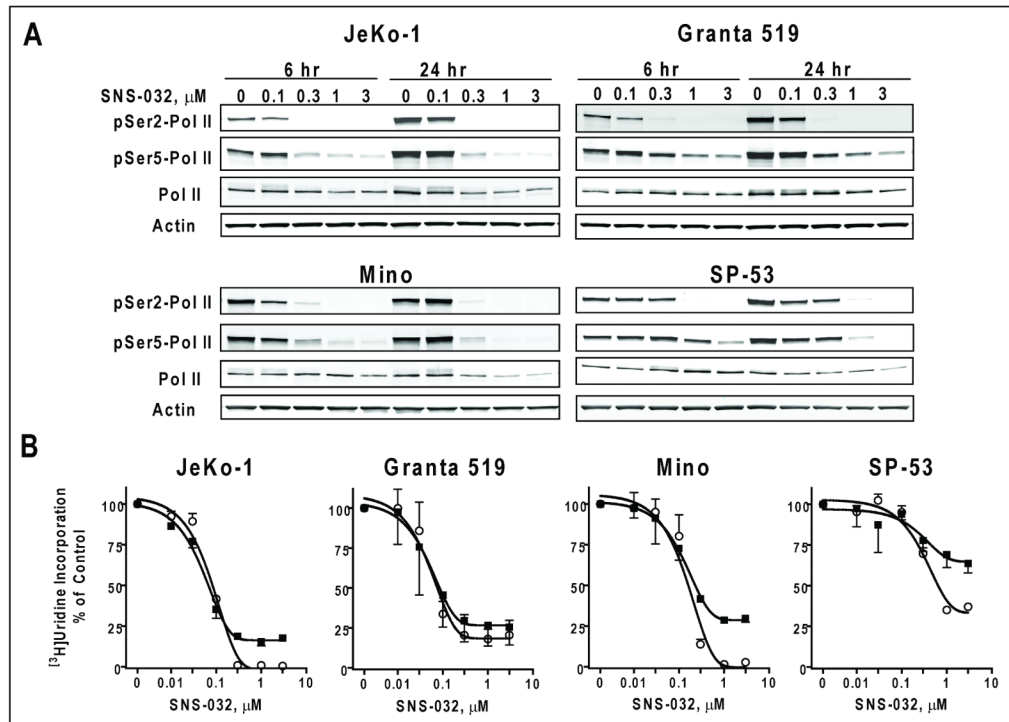 A
JeKo-1 Granta 519
6 hr 24 hr 6 hr 24 hr
SNS-032, μM 0 0.1 0.3 1 3 0 0.1 0.3 1 3 0 0.1 0.3 1 3 0 0.1 0.3 1 3
pSer2-Pol II
pSer5-Pol II
Pol II
Actin
Mino SP-53
pSer2-Pol II
pSer5-Pol II
Pol II
Actin
B
JeKo-1 Granta 519 Mino SP-53
[³H]Uridine Incorporation
% of Control
100 100 100 100
75 75 75 75
50 50 50 50
25 25 25 25
0 0 0 0
0 0.01 0.1 1 10 0 0.01 0.1 1 10 0 0.01 0.1 1 10 0 0.01 0.1 1 10
SNS-032, μM SNS-032, μM SNS-032, μM SNS-032, μM